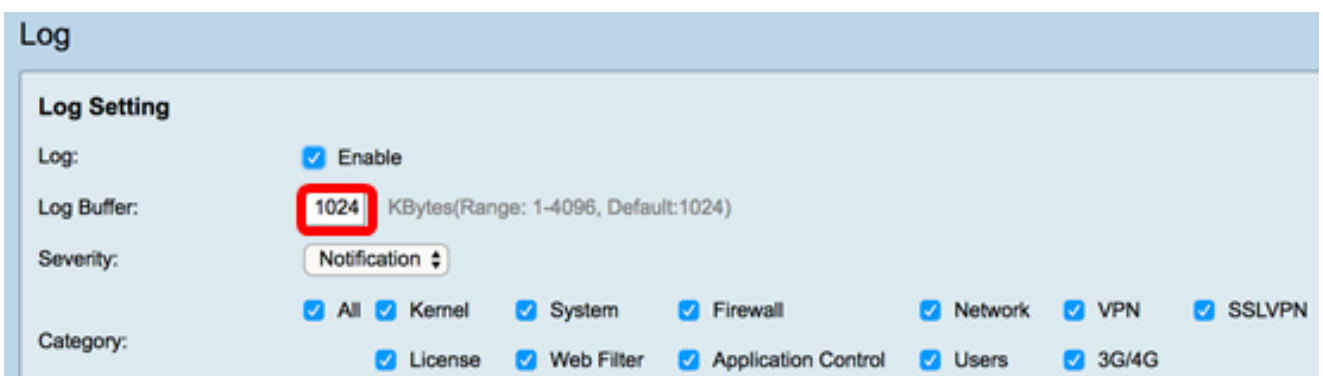 Log
Log Setting
Log: Enable
Log Buffer: 1024 KBytes(Range: 1-4096, Default:1024)
Severity: Notification
All Kernel System Firewall Network VPN SSLVPN
Category:
License Web Filter Application Control Users 3G/4G